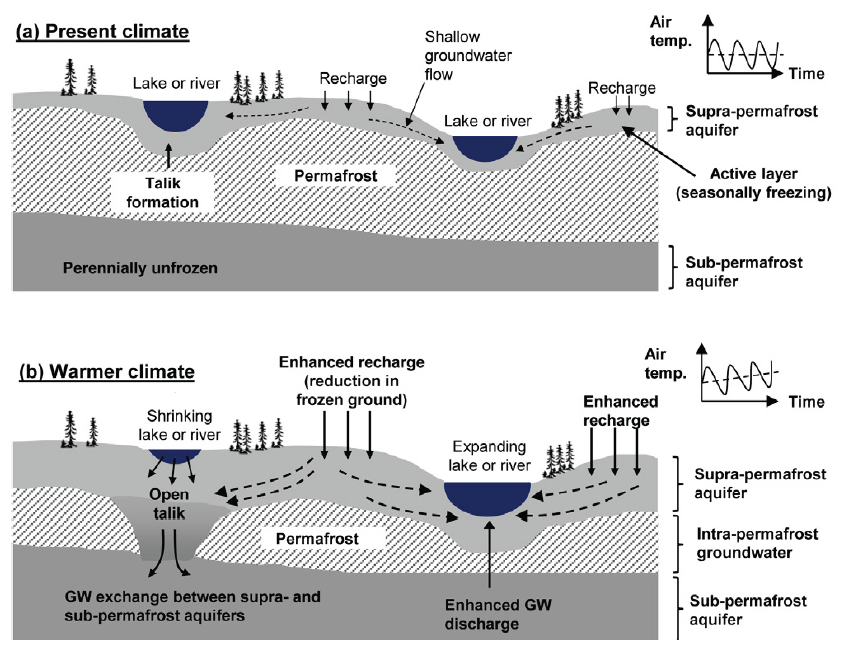 (a) Present climate
Shallow
groundwater
flow
Air
temp.
Time
Lake or river
Recharge
Lake or river
Recharge
Supra-permafrost
aquifer
Talik
formation
Permafrost
Active layer
(seasonally freezing)
Perennially unfrozen
Sub-permafrost
aquifer
(b) Warmer climate
Enhanced recharge
(reduction in
frozen ground)
Air
temp.
Time
Shrinking
lake or river
Enhanced
recharge
Expanding
lake or river
Supra-permafrost
aquifer
Open
talik
Permafrost
Intra-permafrost
groundwater
GW exchange between supra- and
sub-permafrost aquifers
Enhanced GW
discharge
Sub-permafrost
aquifer